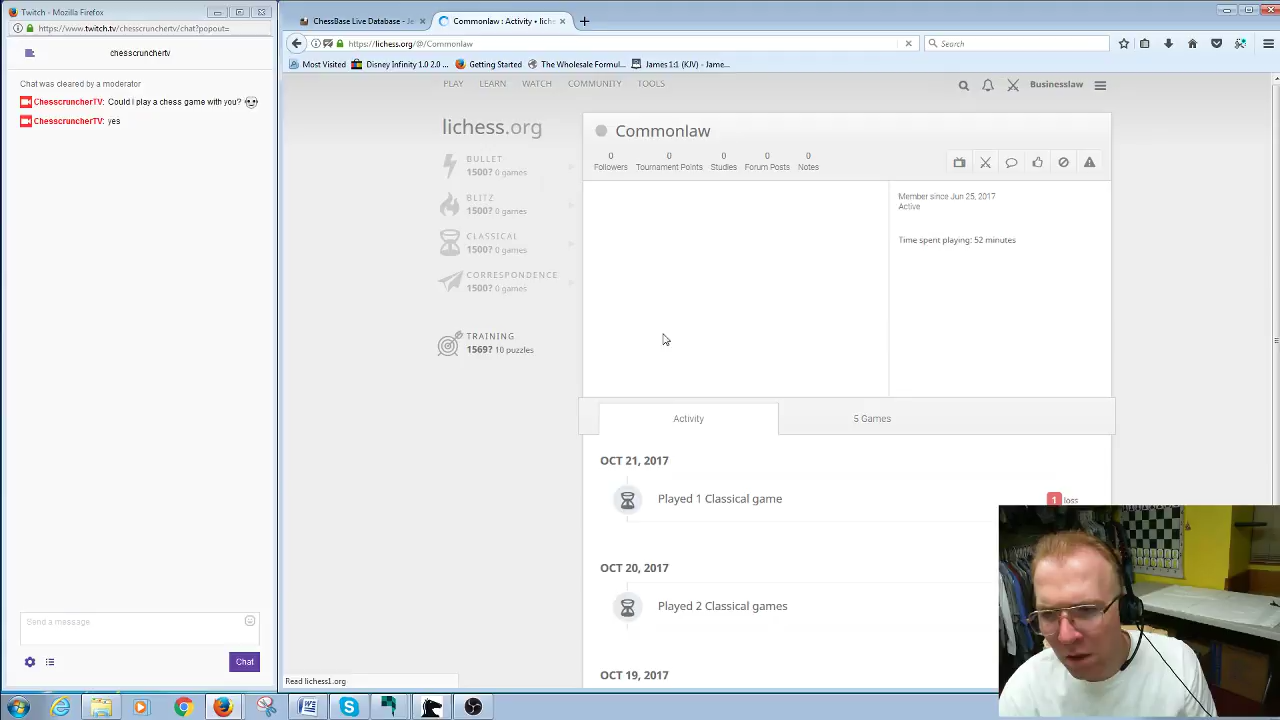 Twitch - Mozilla Firefox
https://www.twitch.tv/chesscrunchertv/chat?popout=
chesscrunchertv
Chat was cleared by a moderator
ChesscruncherTV: Could I play a chess game with you?
ChesscruncherTV: yes
Send a message
Chat
ChessBase Live Database - Je
Commonlaw : Activity • liche
https://lichess.org/@/Commonlaw
Search
Most Visited
Disney Infinity 1.0 2.0 ...
Getting Started
The Wholesale Formul...
James 1:1 (KJV) - Jame...
PLAY
LEARN
WATCH
COMMUNITY
TOOLS
Businesslaw
lichess.org
BULLET
1500? 0 games
BLITZ
1500? 0 games
CLASSICAL
1500? 0 games
CORRESPONDENCE
1500? 0 games
TRAINING
1569? 10 puzzles
Commonlaw
0 Followers
0 Tournament Points
0 Studies
0 Forum Posts
0 Notes
Member since Jun 25, 2017
Active
Time spent playing: 52 minutes
Activity
5 Games
OCT 21, 2017
Played 1 Classical game
1 loss
OCT 20, 2017
Played 2 Classical games
OCT 19, 2017
Read lichess1.org